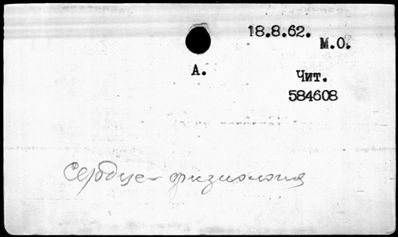 18.8.62.
М.О.
А.
Чит.
584608
Сердце – физиология